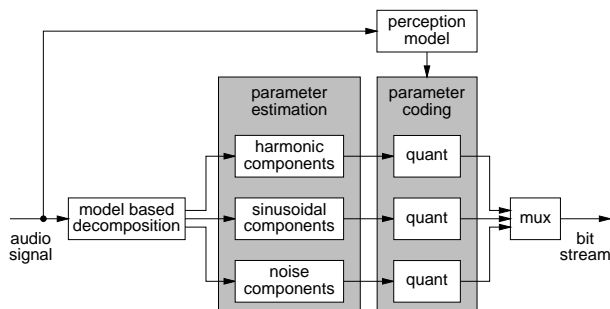 perception
model
parameter
estimation
parameter
coding
harmonic
components
quant
model based
decomposition
sinusoidal
components
quant
mux
audio
signal
bit
stream
noise
components
quant